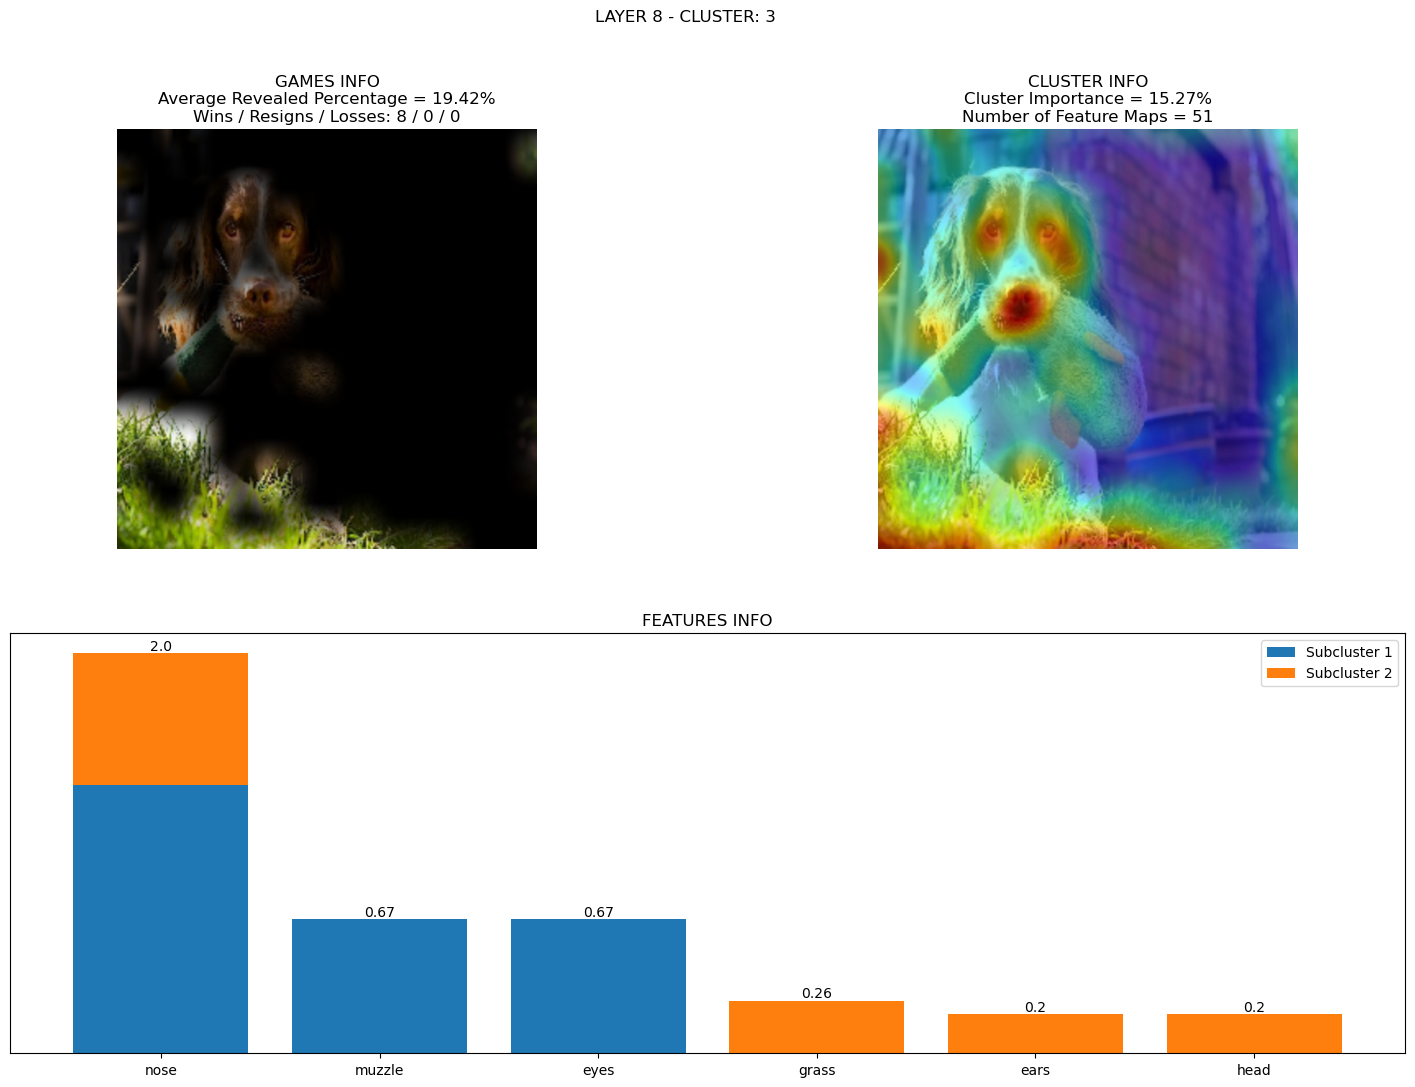 LAYER 8 - CLUSTER: 3
GAMES INFO
Average Revealed Percentage = 19.42%
Wins / Resigns / Losses: 8 / 0 / 0
CLUSTER INFO
Cluster Importance = 15.27%
Number of Feature Maps = 51
FEATURES INFO
2.0
0.67
0.67
0.26
0.2
0.2
Subcluster 1
Subcluster 2
nose
muzzle
eyes
grass
ears
head